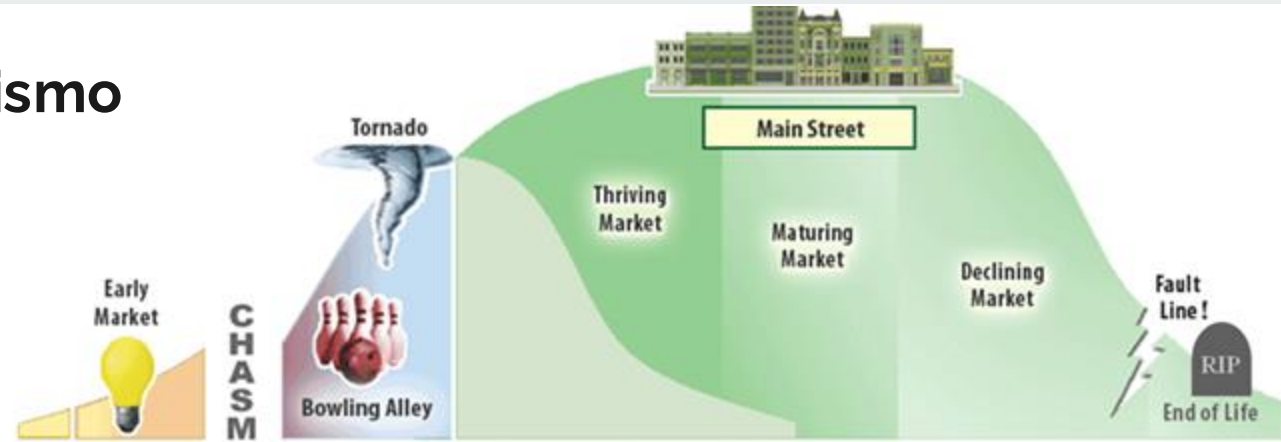 ismo
Tornado
Main Street
Thriving
Market
Maturing
Market
Declining
Market
Early
Market
CHASM
Bowling Alley
Fault
Line!
RIP
End of Life